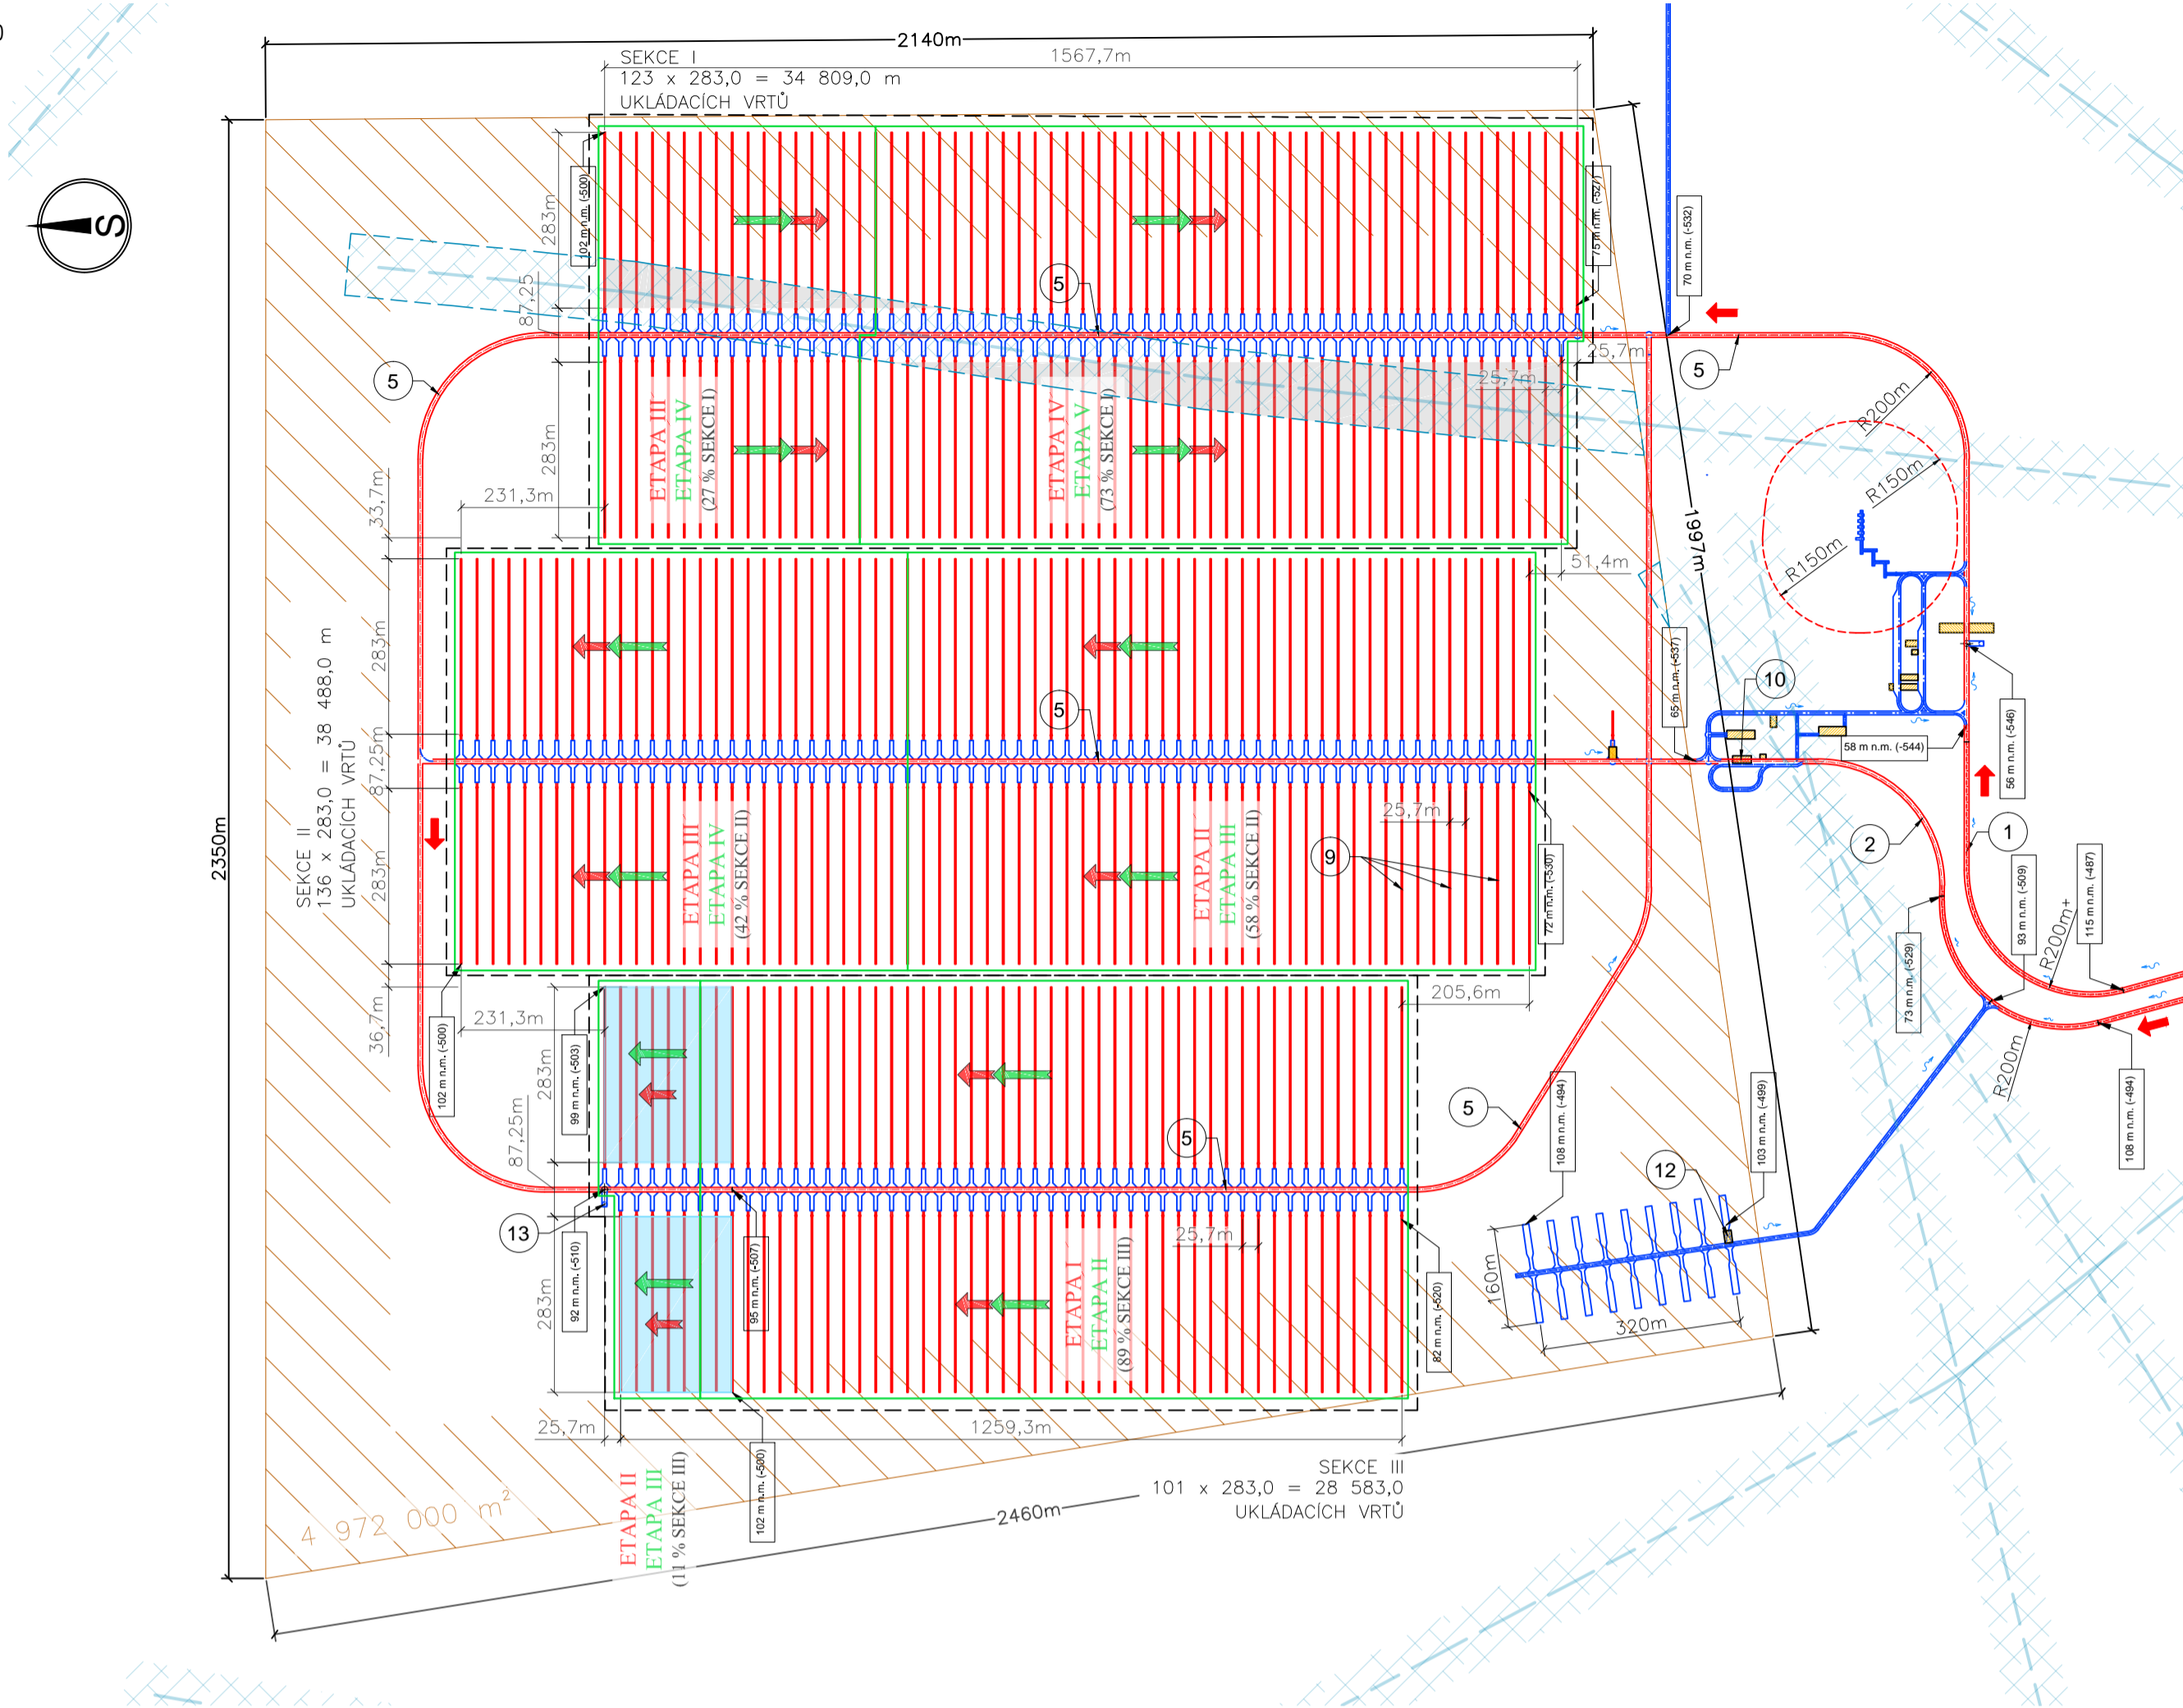 2140m
SEKCE I
1567,7m
123 x 283,0 = 34 809,0 m
UKLÁDACÍCH VRTŮ
S
283m
102 m n.m. (-500)
75 m n.m. (-527)
70 m n.m. (-532)
87,25
5
5
5
25,7m
25,7m
R200m
R150m
R150m
283m
ETAPA III
ETAPA IV
(27 % SEKCE I)
ETAPA IV
ETAPA V
(73 % SEKCE I)
33,7m
231,3m
1997m
51,4m
283m
SEKCE II
136 x 283,0 = 38 488,0 m
UKLÁDACÍCH VRTŮ
87,25m
283m
2350m
5
65 m n.m. (-537)
10
58 m n.m. (-544)
56 m n.m. (-546)
ETAPA III
ETAPA IV
(42 % SEKCE II)
ETAPA II
ETAPA III
(58 % SEKCE II)
25,7m
9
72 m n.m. (-530)
2
1
73 m n.m. (-529)
93 m n.m. (-509)
R200m+
115 m n.m. (-487)
36,7m
231,3m
205,6m
102 m n.m. (-500)
99 m n.m. (-503)
283m
87,25m
5
5
108 m n.m. (-494)
12
103 m n.m. (-499)
R200m
108 m n.m. (-494)
13
92 m n.m. (-510)
95 m n.m. (-507)
283m
25,7m
ETAPA I
ETAPA II
(89 % SEKCE III)
82 m n.m. (-520)
160m
320m
25,7m
1259,3m
ETAPA II
ETAPA III
(11 % SEKCE III)
102 m n.m. (-500)
SEKCE III
101 x 283,0 = 28 583,0
UKLÁDACÍCH VRTŮ
2460m
4 972 000 m²